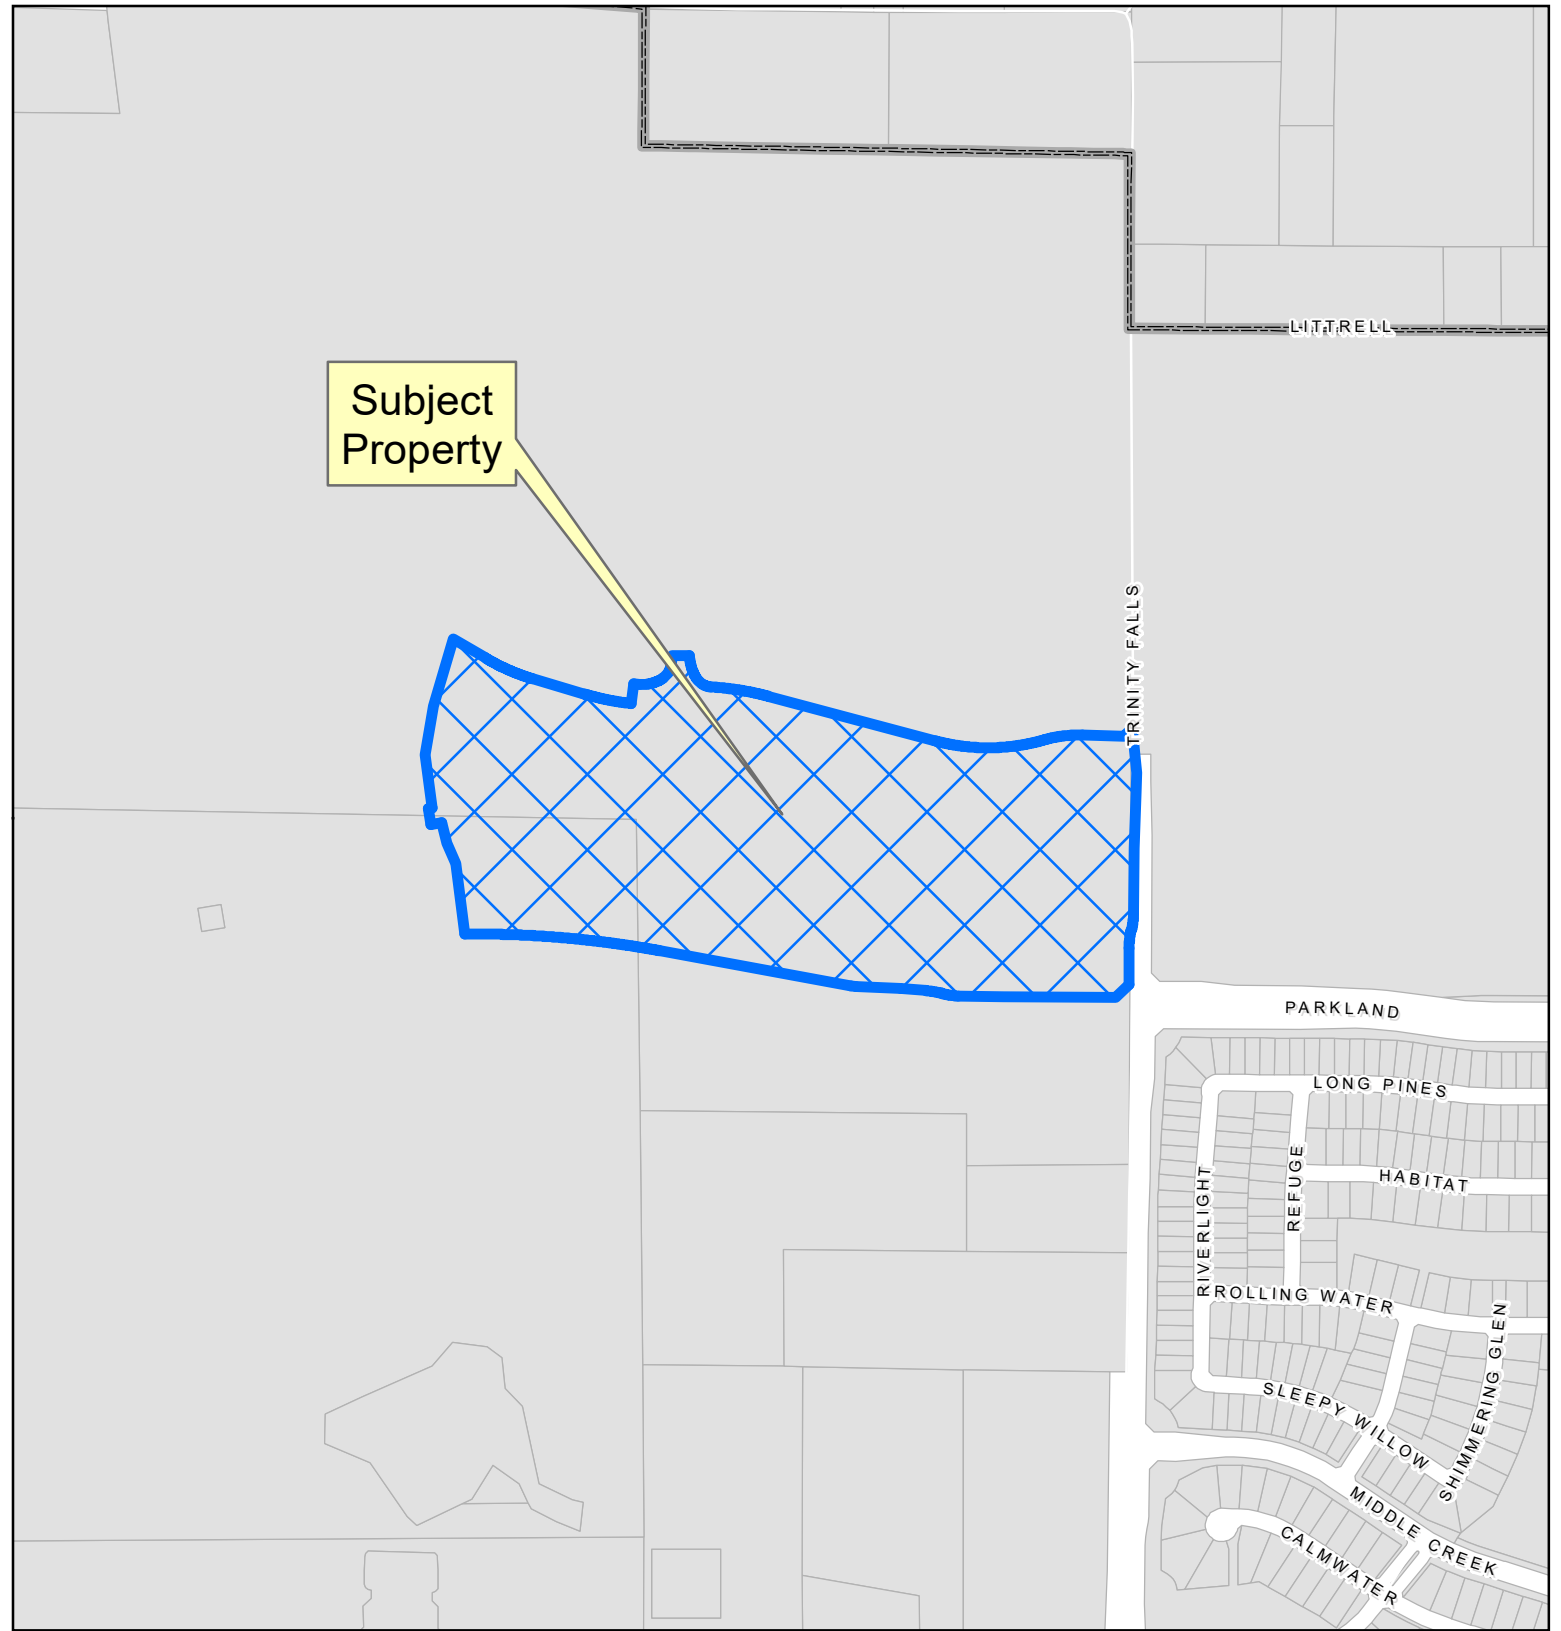 LITTRELL
Subject
Property
TRINITY FALLS
PARKLAND
LONG PINES
REFUGE
HABITAT
RIVERLIGHT
ROLLING WATER
SHIMMERING GLEN
SLEEPY WILLOW
MIDDLE CREEK
CALMWATER